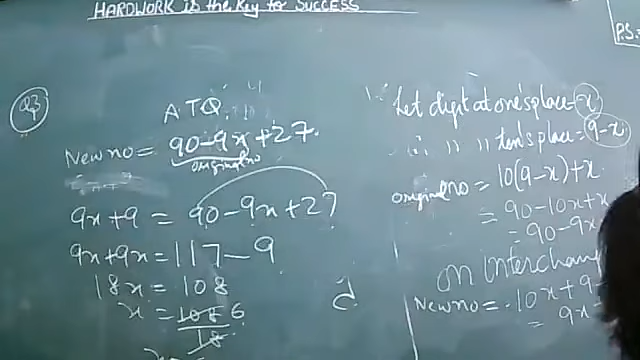 HARDWORK is the Key for SUCCESS
P.S.
Q3
ATQ.
New no = 90-9x+27.
original no
9x+9 = 90-9x+27
9x+9x=117-9
18x= 108
x = 108 6
18
Let digit at one's place=x
" " ten's place=9-x
original no = 10(9-x)+x
= 90-10x+x
= 90-9x
On Interchan
New no= 10x+9-
= 9x